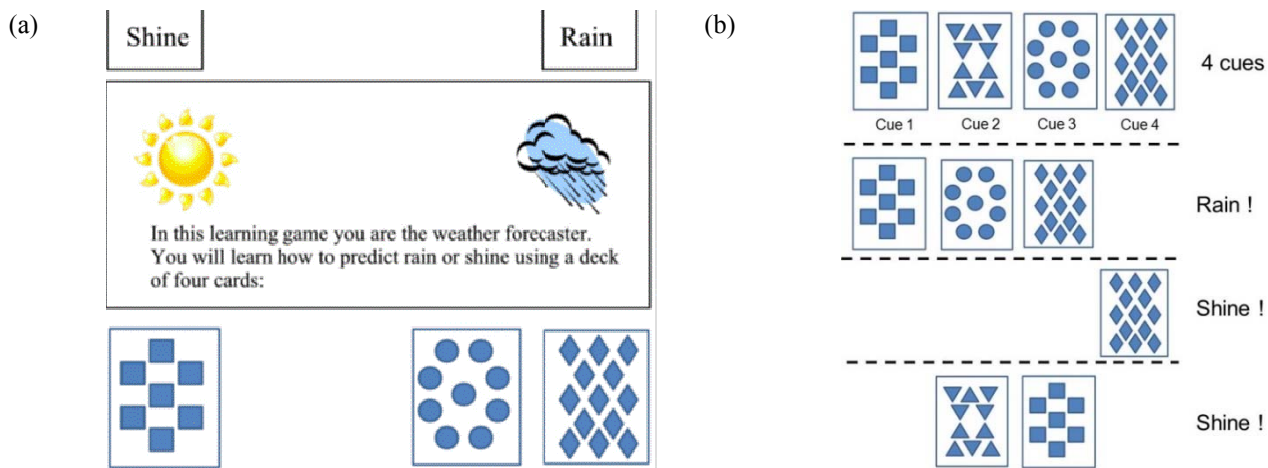 (a)
Shine
Rain
In this learning game you are the weather forecaster.
You will learn how to predict rain or shine using a deck
of four cards:
(b)
4 cues
Cue 1
Cue 2
Cue 3
Cue 4
Rain !
Shine !
Shine !